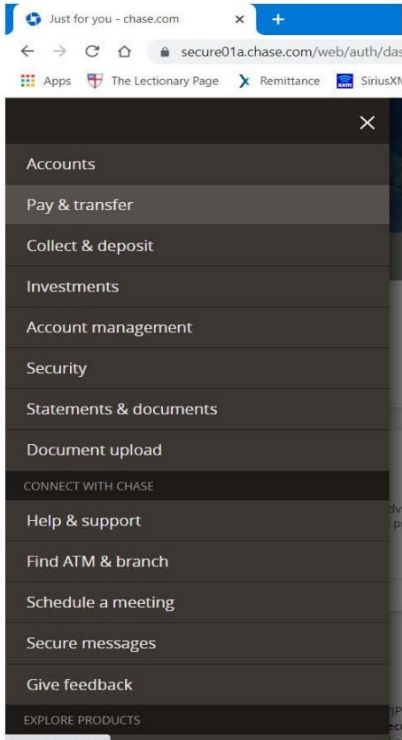 Just for you - chase.com
secure01a.chase.com/web/auth/das
Apps The Lectionary Page Remittance SiriusXM
Accounts
Pay & transfer
Collect & deposit
Investments
Account management
Security
Statements & documents
Document upload
CONNECT WITH CHASE
Help & support
Find ATM & branch
Schedule a meeting
Secure messages
Give feedback
EXPLORE PRODUCTS